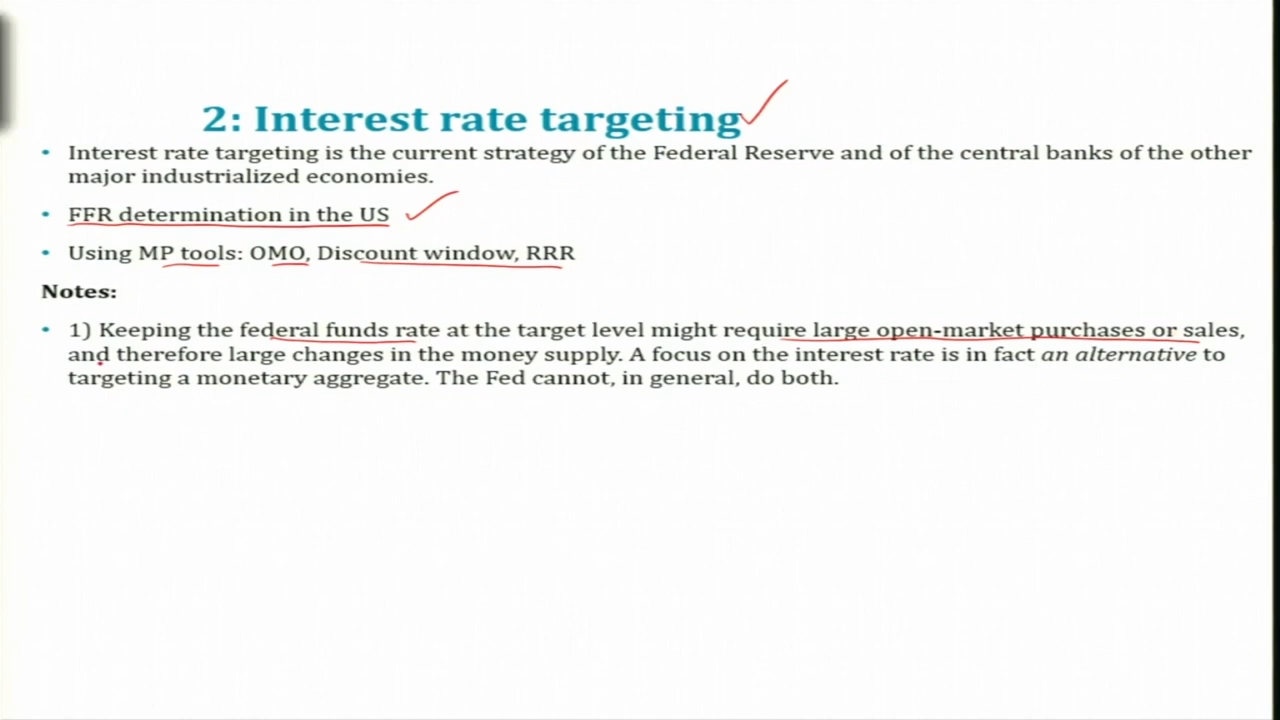 2: Interest rate targeting
• Interest rate targeting is the current strategy of the Federal Reserve and of the central banks of the other
major industrialized economies.
• FFR determination in the US
• Using MP tools: OMO, Discount window, RRR
Notes:
• 1) Keeping the federal funds rate at the target level might require large open-market purchases or sales,
and therefore large changes in the money supply. A focus on the interest rate is in fact an alternative to
targeting a monetary aggregate. The Fed cannot, in general, do both.